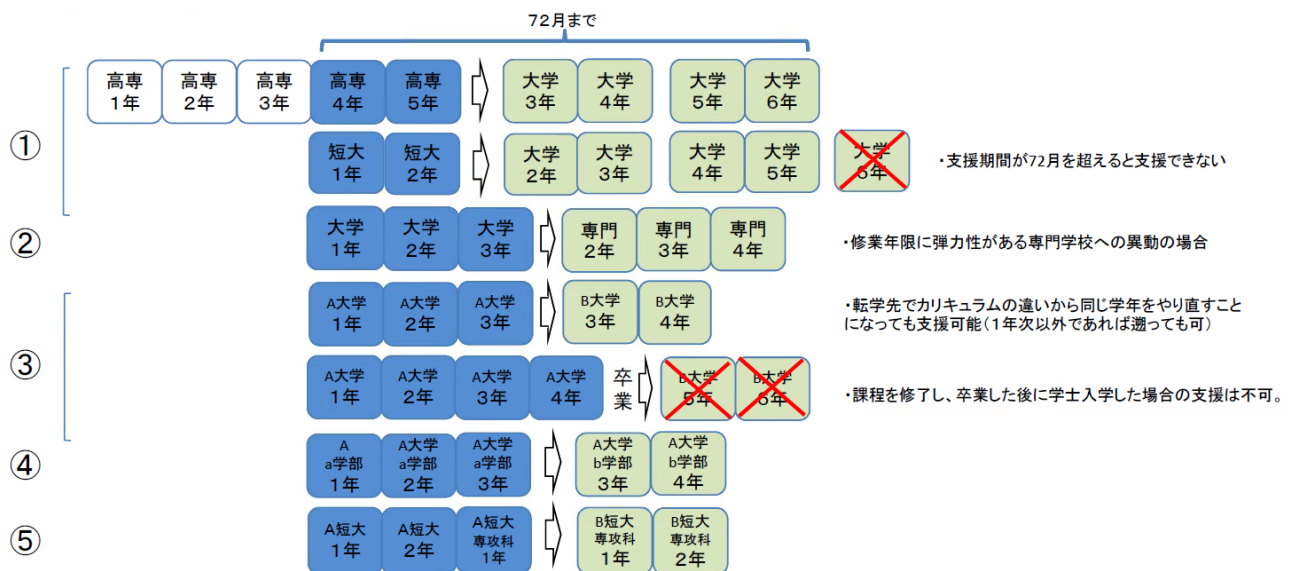 72月まで
①
高専 高専 高専 高専 高専 大学 大学 大学 大学
1年 2年 3年 4年 5年 3年 4年 5年 6年
短大 短大 大学 大学 大学 大学 大学
1年 2年 2年 3年 4年 5年 6年
・支援期間が72月を超えると支援できない
②
大学 大学 大学 専門 専門 専門
1年 2年 3年 2年 3年 4年
・修業年限に弾力性がある専門学校への異動の場合
③
A大学 A大学 A大学 B大学 B大学
1年 2年 3年 3年 4年
・転学先でカリキュラムの違いから同じ学年をやり直すこと
になっても支援可能(1年次以外であれば遡っても可)
A大学 A大学 A大学 A大学 卒業 B大学 B大学
1年 2年 3年 4年 5年 6年
・課程を修了し、卒業した後に学士入学した場合の支援は不可。
④
A A大学 A大学 A大学 A大学
a学部 a学部 a学部 b学部 b学部
1年 2年 3年 3年 4年
⑤
A短大 A短大 A短大 B短大 B短大
専攻科 専攻科 専攻科
1年 2年 1年 1年 2年